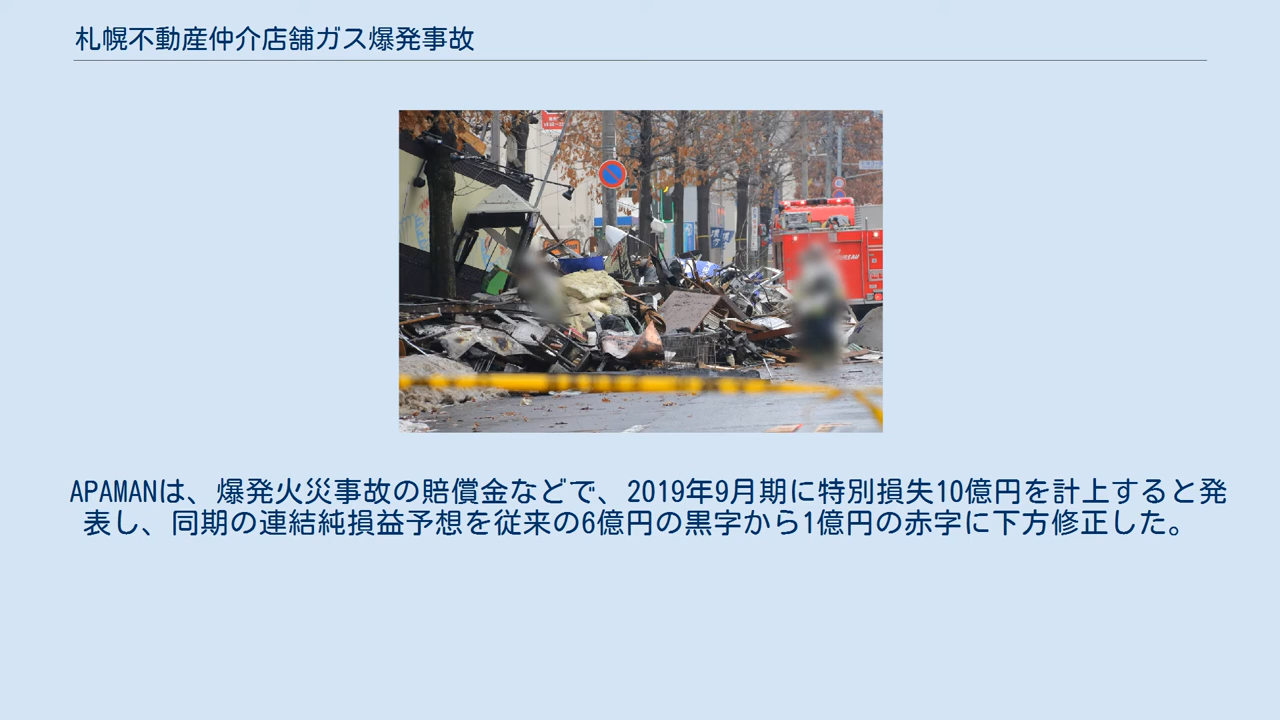 札幌不動産仲介店舗ガス爆発事故
BUREAU
APAMANは、爆発火災事故の賠償金などで、2019年9月期に特別損失10億円を計上すると発
表し、同期の連結純損益予想を従来の6億円の黒字から1億円の赤字に下方修正した。